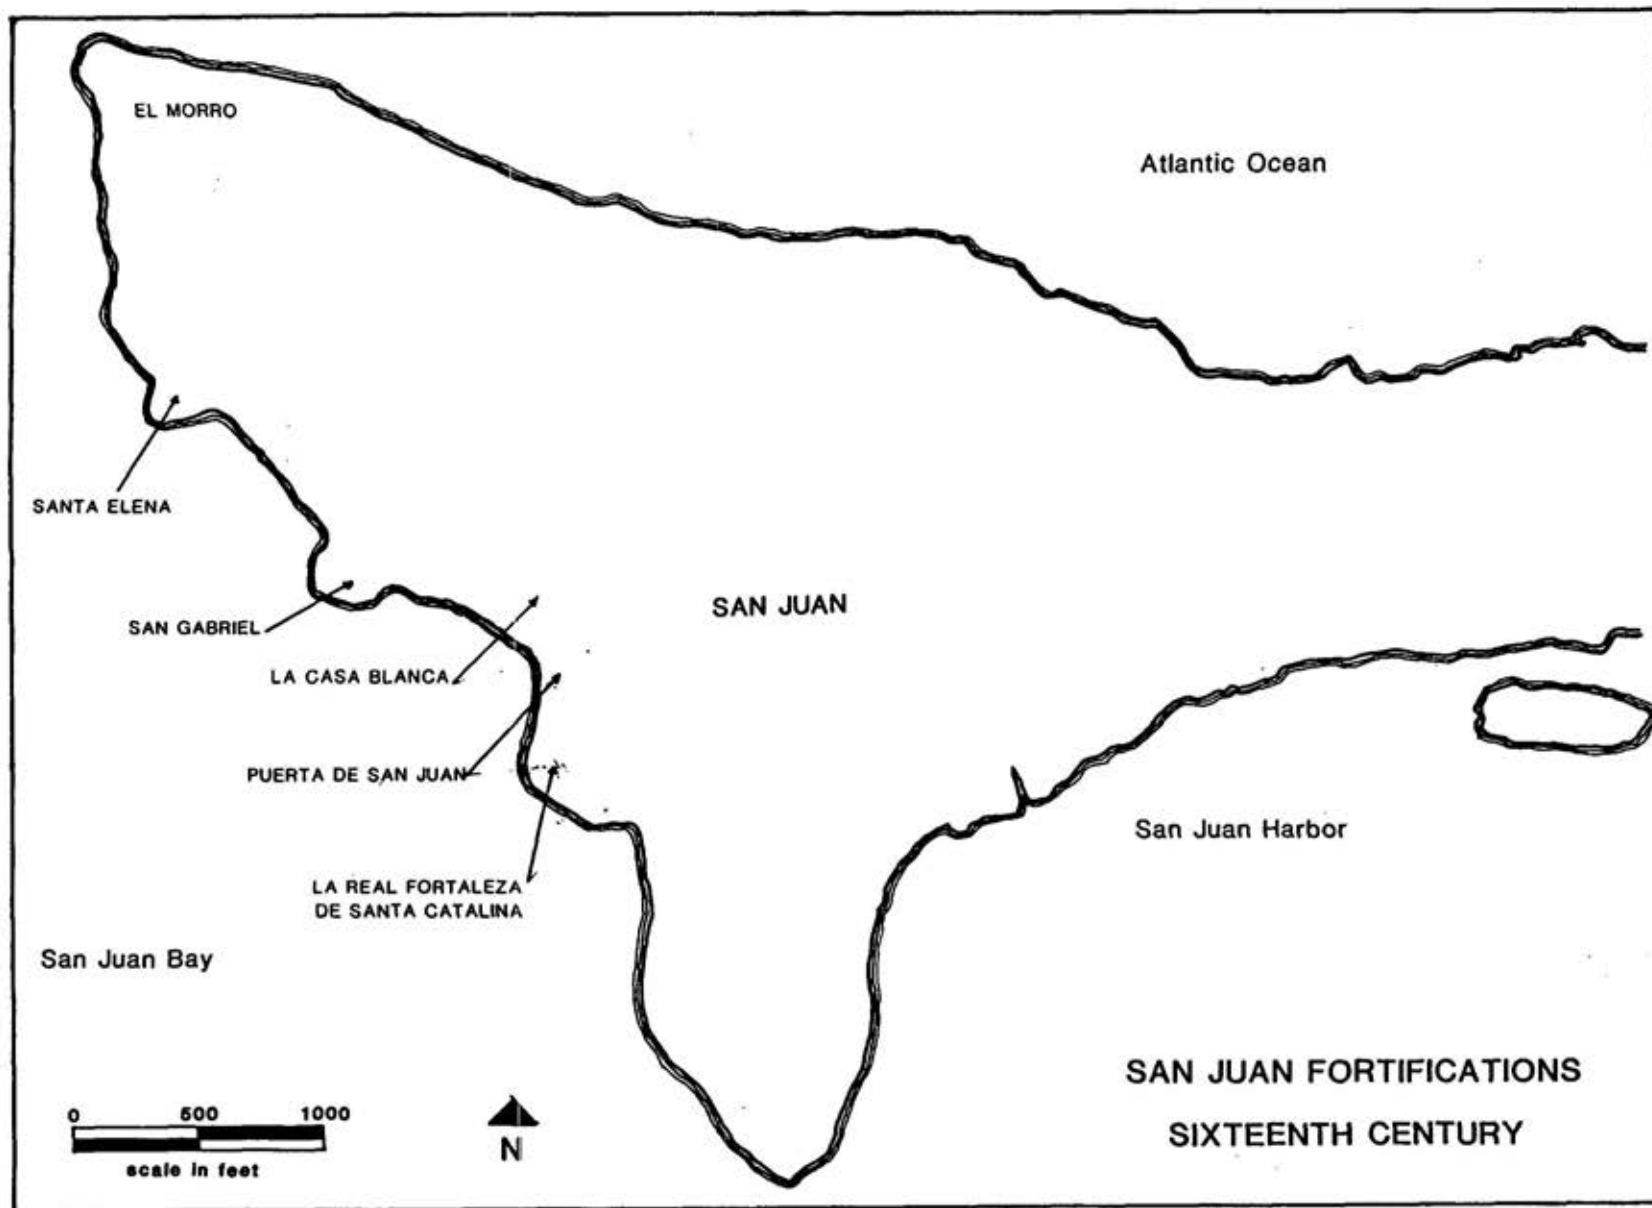 EL MORRO
Atlantic Ocean
SANTA ELENA
SAN JUAN
SAN GABRIEL
LA CASA BLANCA
PUERTA DE SAN JUAN
San Juan Harbor
LA REAL FORTALEZA
DE SANTA CATALINA
San Juan Bay
SAN JUAN FORTIFICATIONS
SIXTEENTH CENTURY
0 500 1000
scale in feet
N